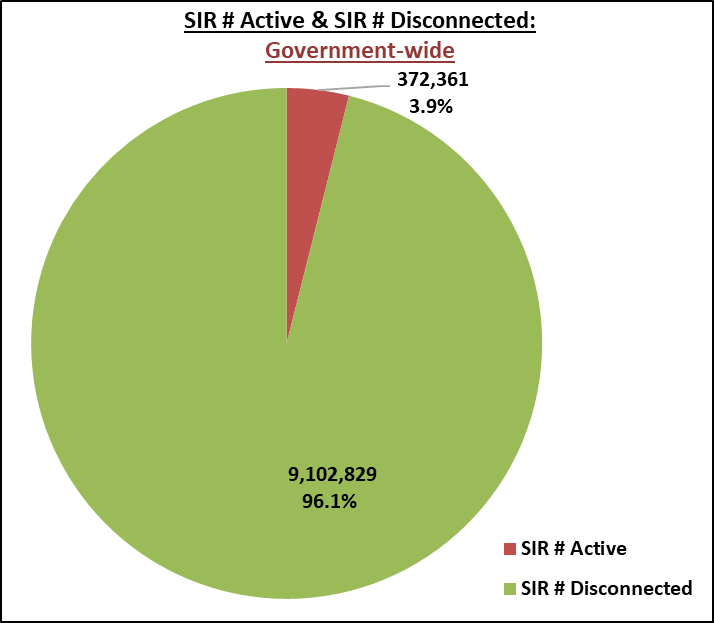 SIR # Active & SIR # Disconnected:
Government-wide
372,361
3.9%
9,102,829
96.1%
SIR # Active
SIR # Disconnected